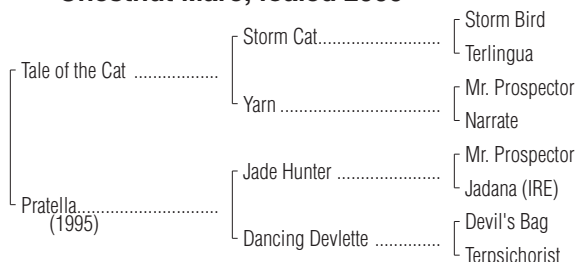 Chestnut Mare; foaled
Storm Bird
Storm Cat
Terlingua
Tale of the Cat
Mr. Prospector
Yarn
Narrate
Mr. Prospector
Jade Hunter
Jadana (IRE)
Pratella
(1995)
Devil's Bag
Dancing Devlette
Terpsichorist